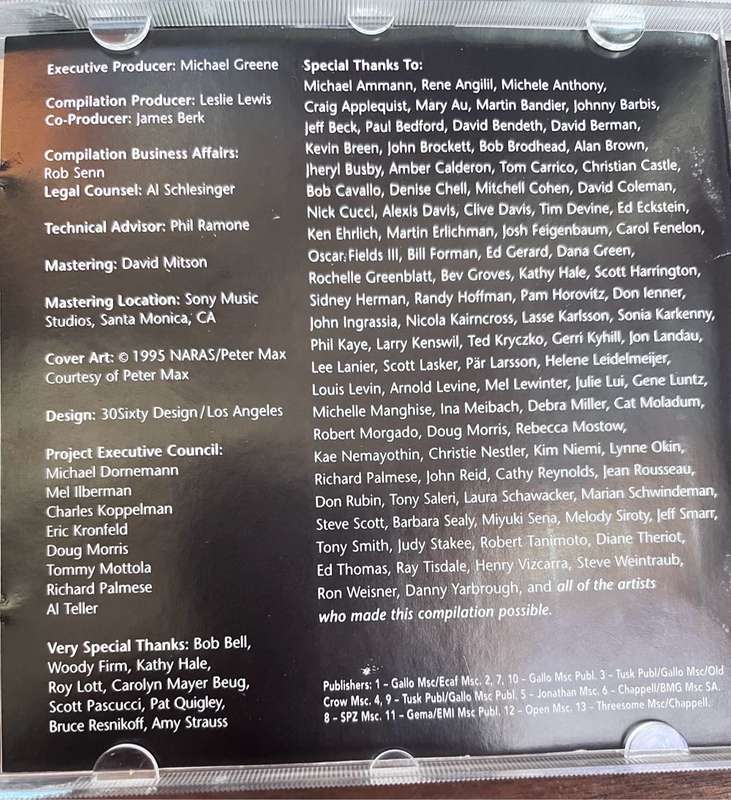 Executive Producer: Michael Greene
Compilation Producer: Leslie Lewis
Co-Producer: James Berk
Compilation Business Affairs:
Rob Senn
Legal Counsel: Al Schlesinger
Technical Advisor: Phil Ramone
Mastering: David Mitson
Mastering Location: Sony Music
Studios, Santa Monica, CA
Cover Art: © 1995 NARAS/Peter Max
Courtesy of Peter Max
Design: 30Sixty Design/Los Angeles
Project Executive Council:
Michael Dornemann
Mel Ilberman
Charles Koppelman
Eric Kronfeld
Doug Morris
Tommy Mottola
Richard Palmese
Al Teller
Very Special Thanks: Bob Bell,
Woody Firm, Kathy Hale,
Roy Lott, Carolyn Mayer Beug,
Scott Pascucci, Pat Quigley,
Bruce Resnikoff, Amy Strauss
Special Thanks To:
Michael Ammann, Rene Angilil, Michele Anthony,
Craig Applequist, Mary Au, Martin Bandier, Johnny Barbis,
Jeff Beck, Paul Bedford, David Bendeth, David Berman,
Kevin Breen, John Brockett, Bob Brodhead, Alan Brown,
Jheryl Busby, Amber Calderon, Tom Carrico, Christian Castle,
Bob Cavallo, Denise Chell, Mitchell Cohen, David Coleman,
Nick Cucci, Alexis Davis, Clive Davis, Tim Devine, Ed Eckstein,
Ken Ehrlich, Martin Erlichman, Josh Feigenbaum, Carol Fenelon,
Oscar Fields III, Bill Forman, Ed Gerard, Dana Green,
Rochelle Greenblatt, Bev Groves, Kathy Hale, Scott Harrington,
Sidney Herman, Randy Hoffman, Pam Horovitz, Don Ienner,
John Ingrassia, Nicola Kairncross, Lasse Karlsson, Sonia Karkenny,
Phil Kaye, Larry Kenswil, Ted Kryczko, Gerri Kyhill, Jon Landau,
Lee Lanier, Scott Lasker, Pär Larsson, Helene Leidelmeijer,
Louis Levin, Arnold Levine, Mel Lewinter, Julie Lui, Gene Luntz,
Michelle Manghise, Ina Meibach, Debra Miller, Cat Moladum,
Robert Morgado, Doug Morris, Rebecca Mostow,
Kae Nemayothin, Christie Nestler, Kim Niemi, Lynne Okin,
Richard Palmese, John Reid, Cathy Reynolds, Jean Rousseau,
Don Rubin, Tony Saleri, Laura Schawacker, Marian Schwindeman,
Steve Scott, Barbara Sealy, Miyuki Sena, Melody Siroty, Jeff Smarr,
Tony Smith, Judy Stakee, Robert Tanimoto, Diane Theriot,
Ed Thomas, Ray Tisdale, Henry Vizcarra, Steve Weintraub,
Ron Weisner, Danny Yarbrough, and all of the artists
who made this compilation possible.
Publishers: 1 – Gallo Msc/Ecaf Msc. 2, 7, 10 – Gallo Msc Publ. 3 – Tusk Publ/Gallo Msc/Old
Crow Msc. 4, 9 – Tusk Publ/Gallo Msc Publ. 5 – Jonathan Msc. 6 – Chappell/BMG Msc SA.
8 – SPZ Msc. 11 – Gema/EMI Msc Publ. 12 – Open Msc. 13 – Threesome Msc/Chappell.